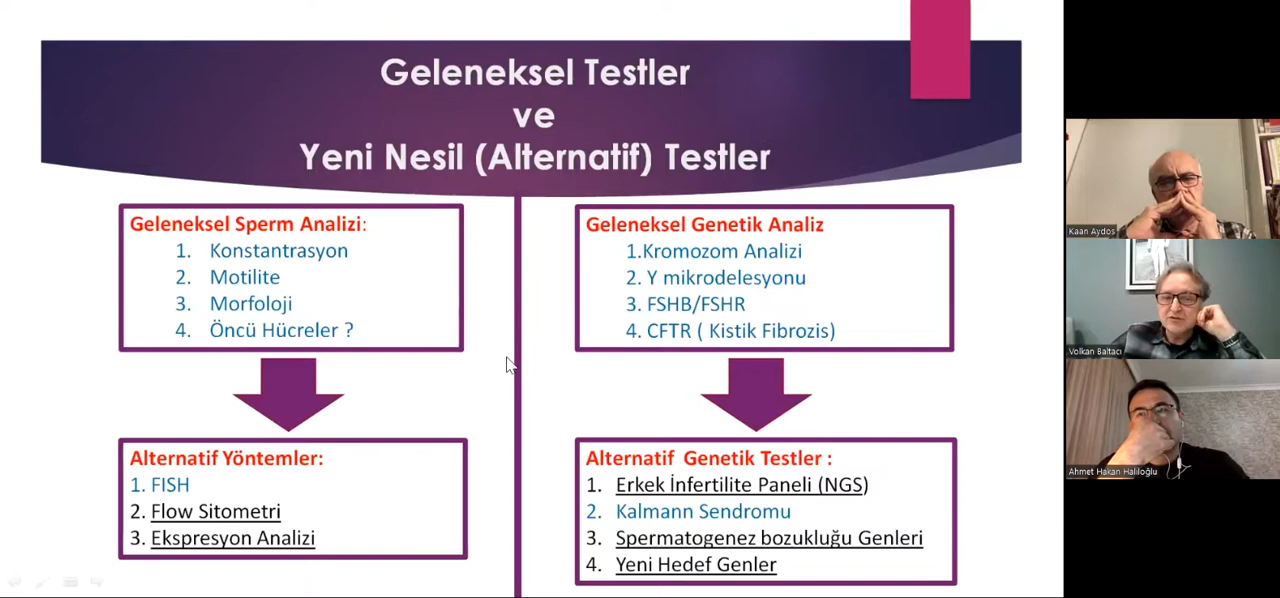 Geleneksel Testler
ve
Yeni Nesil (Alternatif) Testler
Geleneksel Sperm Analizi:
1. Konstantrasyon
2. Motilite
3. Morfoloji
4. Öncü Hücreler ?
Geleneksel Genetik Analiz
1.Kromozom Analizi
2. Y mikrodelesyonu
3. FSHB/FSHR
4. CFTR ( Kistik Fibrozis)
Alternatif Yöntemler:
1. FISH
2. Flow Sitometri
3. Ekspresyon Analizi
Alternatif Genetik Testler :
1. Erkek İnfertilite Paneli (NGS)
2. Kalmann Sendromu
3. Spermatogenez bozukluğu Genleri
4. Yeni Hedef Genler
Kaan Aydos
Volkan Baltacı
Ahmet Hakan Haliloğlu